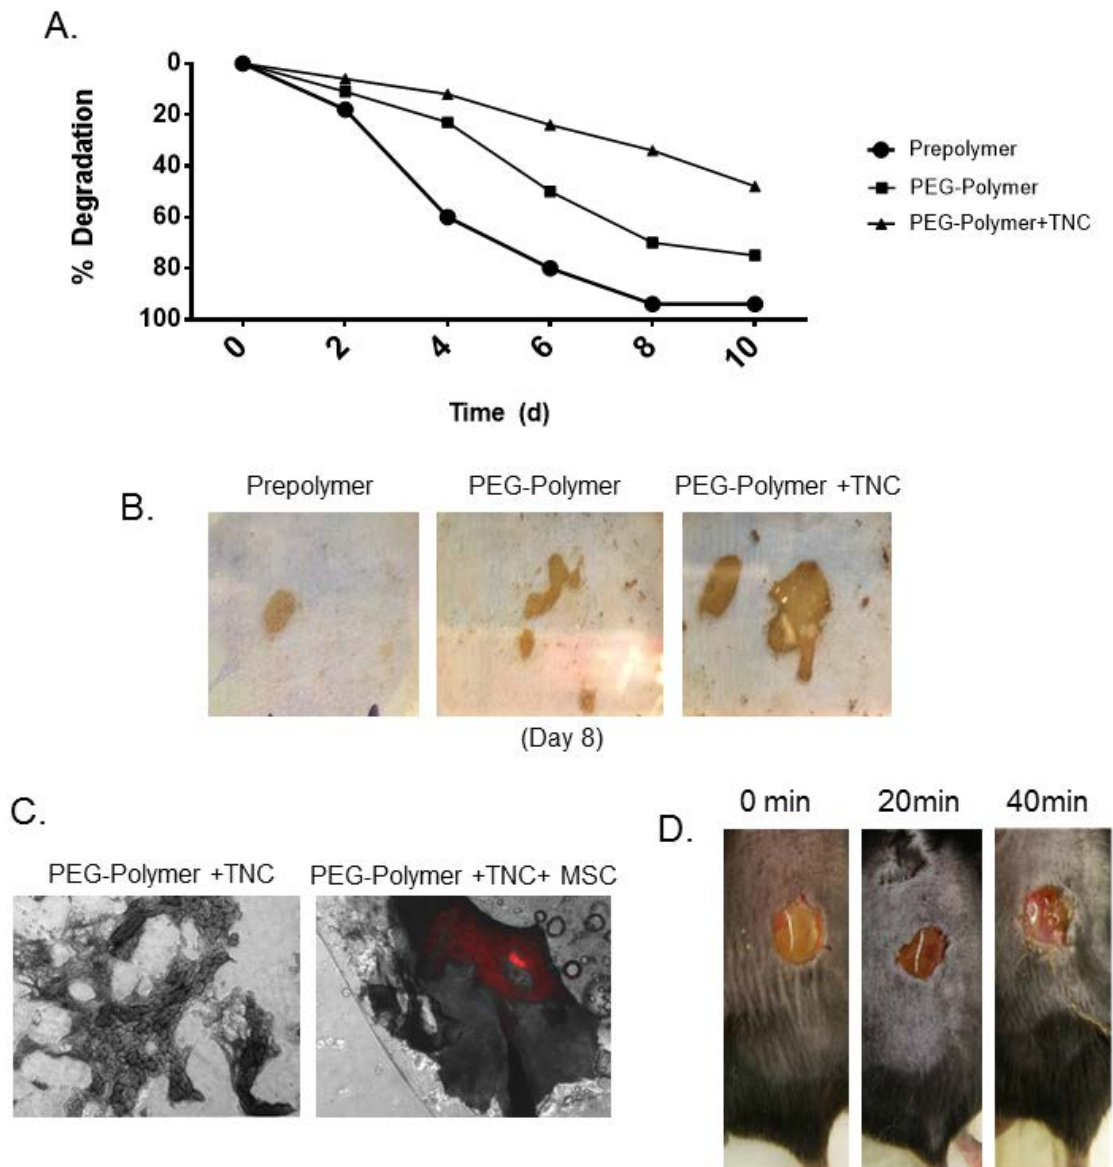 A.
% Degradation
0
20
40
60
80
100
0 2 4 6 8 10
Time (d)
Prepolymer
PEG-Polymer
PEG-Polymer+TNC
B.
Prepolymer PEG-Polymer PEG-Polymer +TNC
(Day 8)
C.
PEG-Polymer +TNC PEG-Polymer +TNC+ MSC
D.
0 min 20min 40min